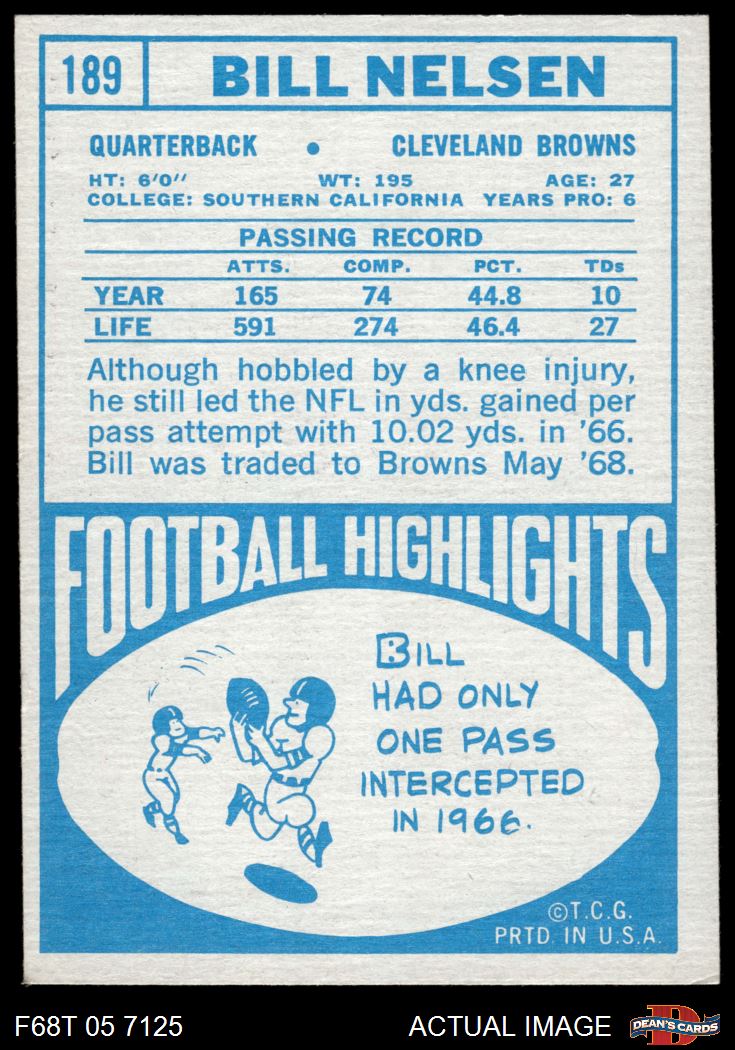 189 BILL NELSEN
QUARTERBACK • CLEVELAND BROWNS
HT: 6'0" WT: 195 AGE: 27
COLLEGE: SOUTHERN CALIFORNIA YEARS PRO: 6
PASSING RECORD
ATTS. COMP. PCT. TDs
YEAR 165 74 44.8 10
LIFE 591 274 46.4 27
Although hobbled by a knee injury,
he still led the NFL in yds. gained per
pass attempt with 10.02 yds. in '66.
Bill was traded to Browns May '68.
FOOTBALL HIGHLIGHTS
BILL
HAD ONLY
ONE PASS
INTERCEPTED
IN 1966.
©T.C.G.
PRTD. IN U.S.A.
F68T 05 7125 ACTUAL IMAGE D DEAN'S CARDS